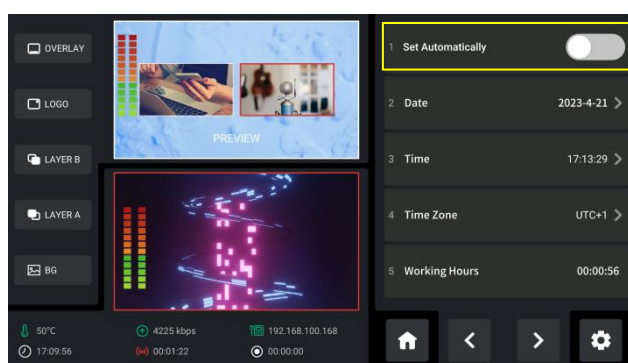 OVERLAY
LOGO
LAYER B
LAYER A
BG
PREVIEW
50°C
4225 kbps
192.168.100.168
17:09:56
(M) 00:01:22
00:00:00
1 Set Automatically
2 Date 2023-4-21 >
3 Time 17:13:29 >
4 Time Zone UTC+1 >
5 Working Hours 00:00:56